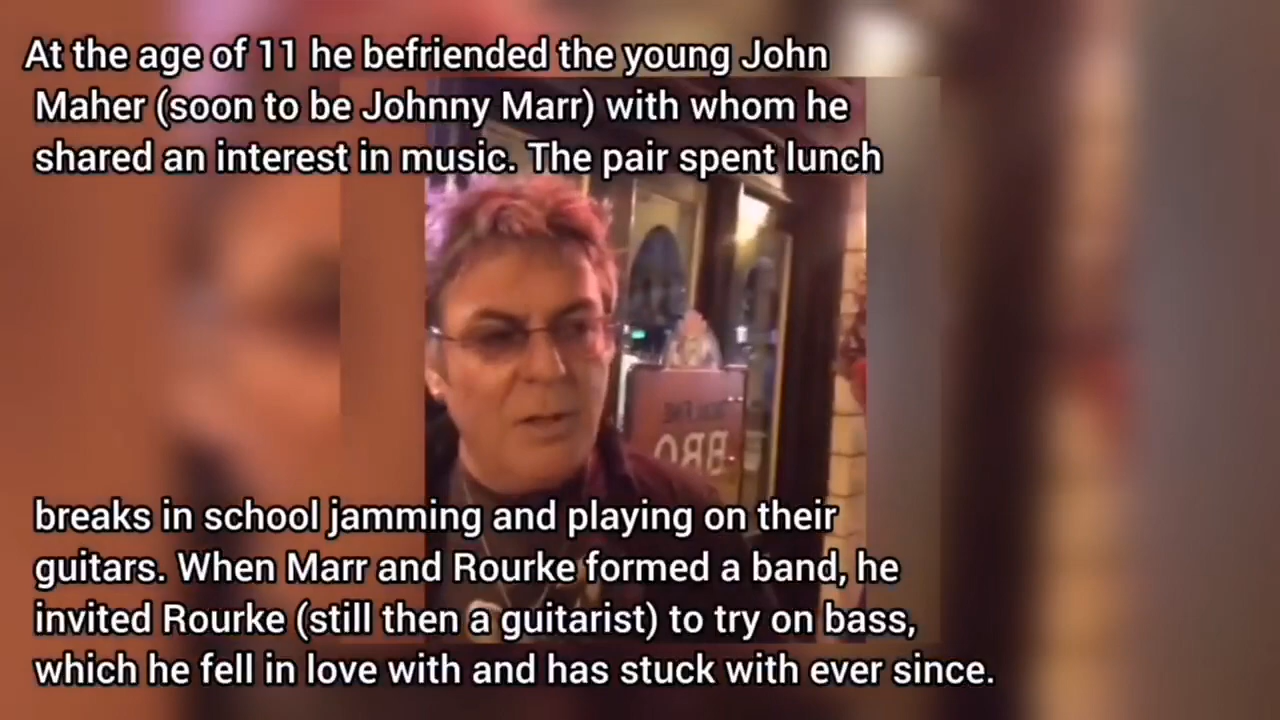 At the age of 11 he befriended the young John
Maher (soon to be Johnny Marr) with whom he
shared an interest in music. The pair spent lunch
BBQ
breaks in school jamming and playing on their
guitars. When Marr and Rourke formed a band, he
invited Rourke (still then a guitarist) to try on bass,
which he fell in love with and has stuck with ever since.